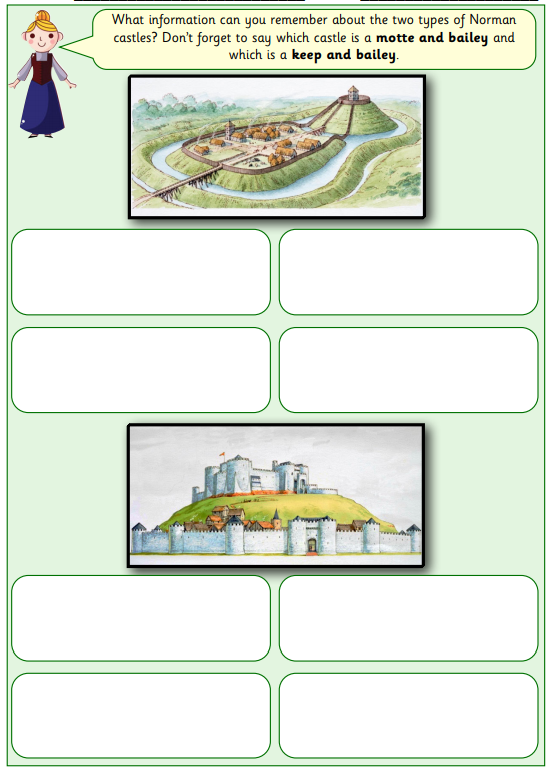 What information can you remember about the two types of Norman
castles? Don't forget to say which castle is a motte and bailey and
which is a keep and bailey.